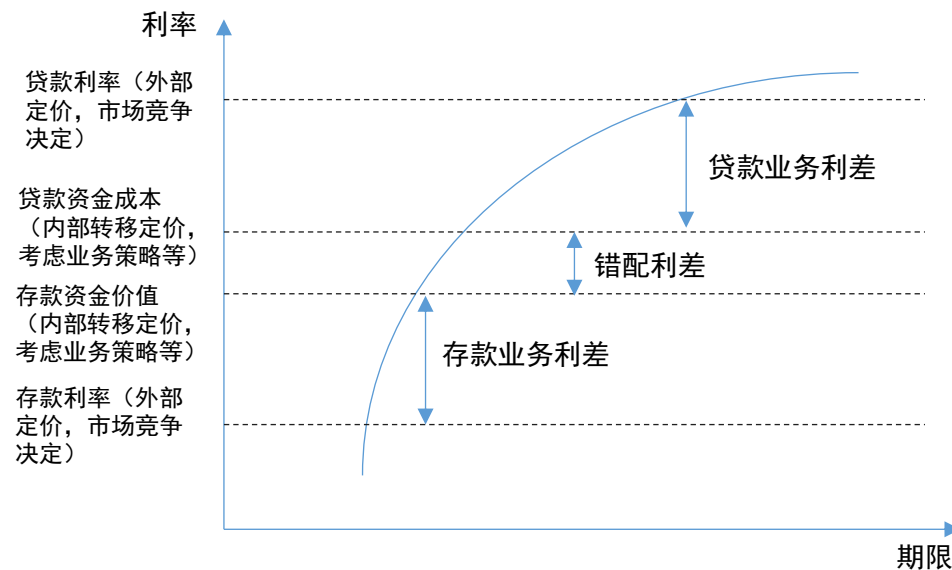 利率
贷款利率（外部
定价，市场竞争
决定）
贷款业务利差
贷款资金成本
（内部转移定价，
考虑业务策略等）
错配利差
存款资金价值
（内部转移定价，
考虑业务策略等）
存款业务利差
存款利率（外部
定价，市场竞争
决定）
期限